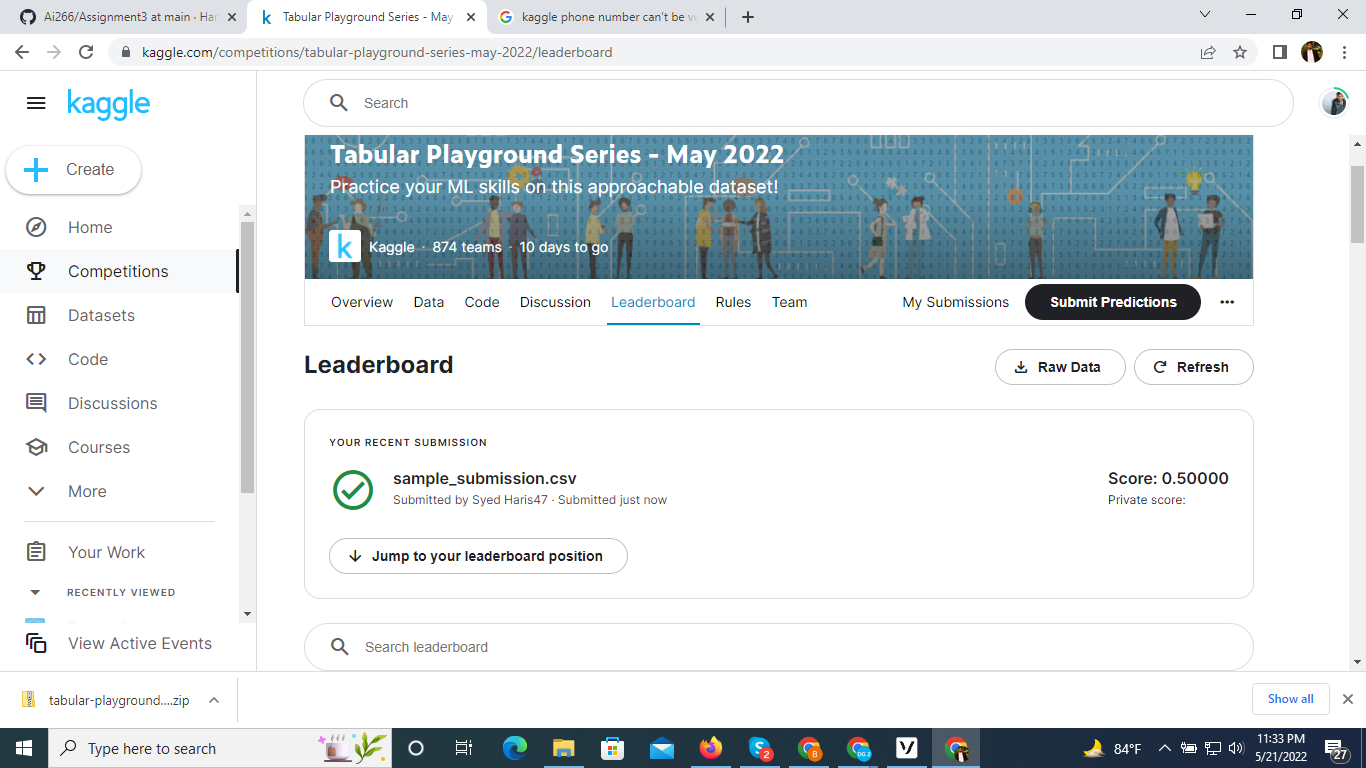 Ai266/Assignment3 at main · Har
Tabular Playground Series - May
kaggle phone number can't be ve
kaggle.com/competitions/tabular-playground-series-may-2022/leaderboard
kaggle
Search
Create
Home
Competitions
Datasets
Code
Discussions
Courses
More
Your Work
RECENTLY VIEWED
View Active Events
Tabular Playground Series - May 2022
Practice your ML skills on this approachable dataset!
k
Kaggle · 874 teams · 10 days to go
Overview Data Code Discussion Leaderboard Rules Team My Submissions Submit Predictions
Leaderboard
Raw Data Refresh
YOUR RECENT SUBMISSION
sample_submission.csv Score: 0.50000
Submitted by Syed Haris47 · Submitted just now Private score:
Jump to your leaderboard position
Search leaderboard
tabular-playground....zip
Show all
Type here to search
2
B
DG 2
84°F
11:33 PM
5/21/2022
27